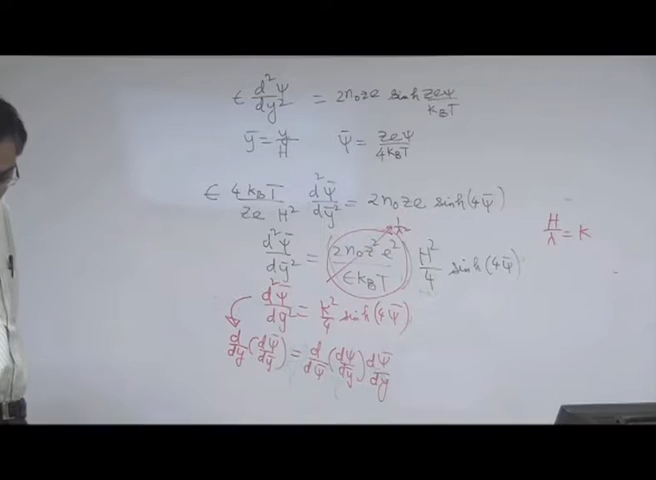 ϵ d²ψ/dy² = 2n₀ze sinh zeψ/k_BT
ȳ = y/H ψ̄ = zeψ/4k_BT
ϵ 4k_BT/ze H² d²ψ̄/dȳ² = 2n₀ze sinh(4ψ̄)
H/λ = K
d²ψ̄/dȳ² = (2n₀z²e²/ϵk_BT) 1/λ² H²/4 sinh(4ψ̄)
d²ψ̄/dȳ² = K²/4 sinh(4ψ̄)
d/dȳ (dψ̄/dȳ) = d/dψ̄ (dψ̄/dȳ) dψ̄/dȳ